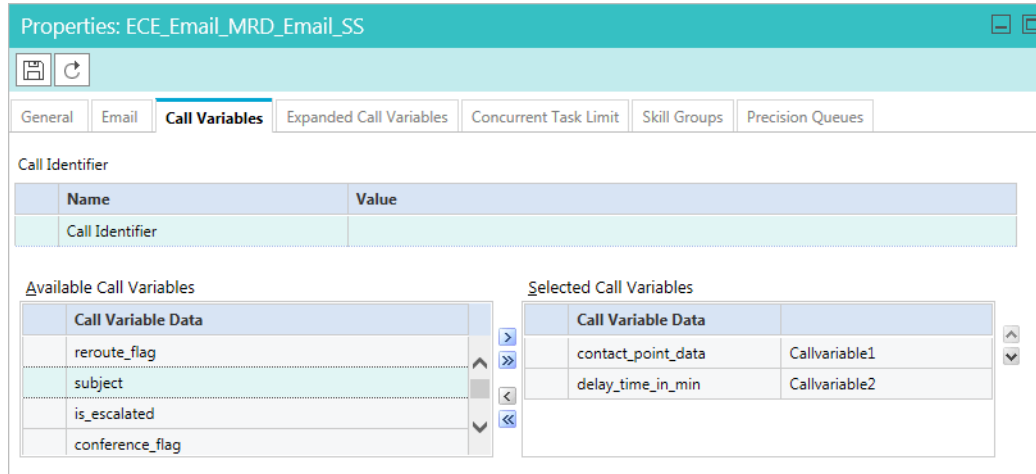 Properties: ECE_Email_MRD_Email_SS
General Email Call Variables Expanded Call Variables Concurrent Task Limit Skill Groups Precision Queues
Call Identifier
Name Value
Call Identifier
Available Call Variables Selected Call Variables
Call Variable Data Call Variable Data
reroute_flag contact_point_data Callvariable1
subject delay_time_in_min Callvariable2
is_escalated
conference_flag